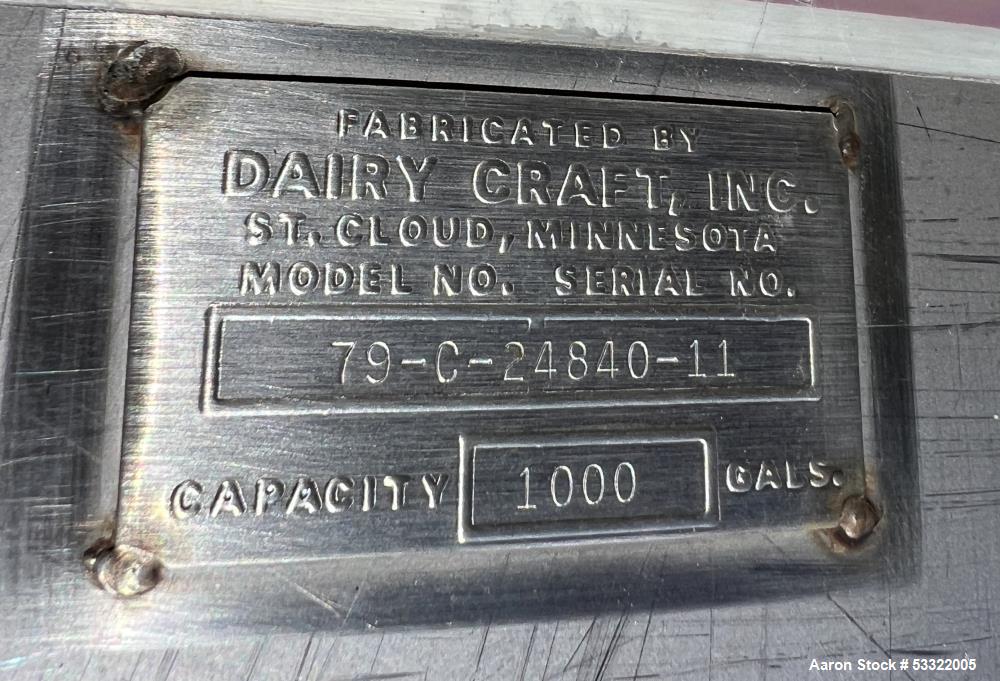 FABRICATED BY
DAIRY CRAFT, INC.
ST. CLOUD, MINNESOTA
MODEL NO. SERIAL NO.
79-C-24840-11
CAPACITY 1000 GALS.
Aaron Stock # 53322005